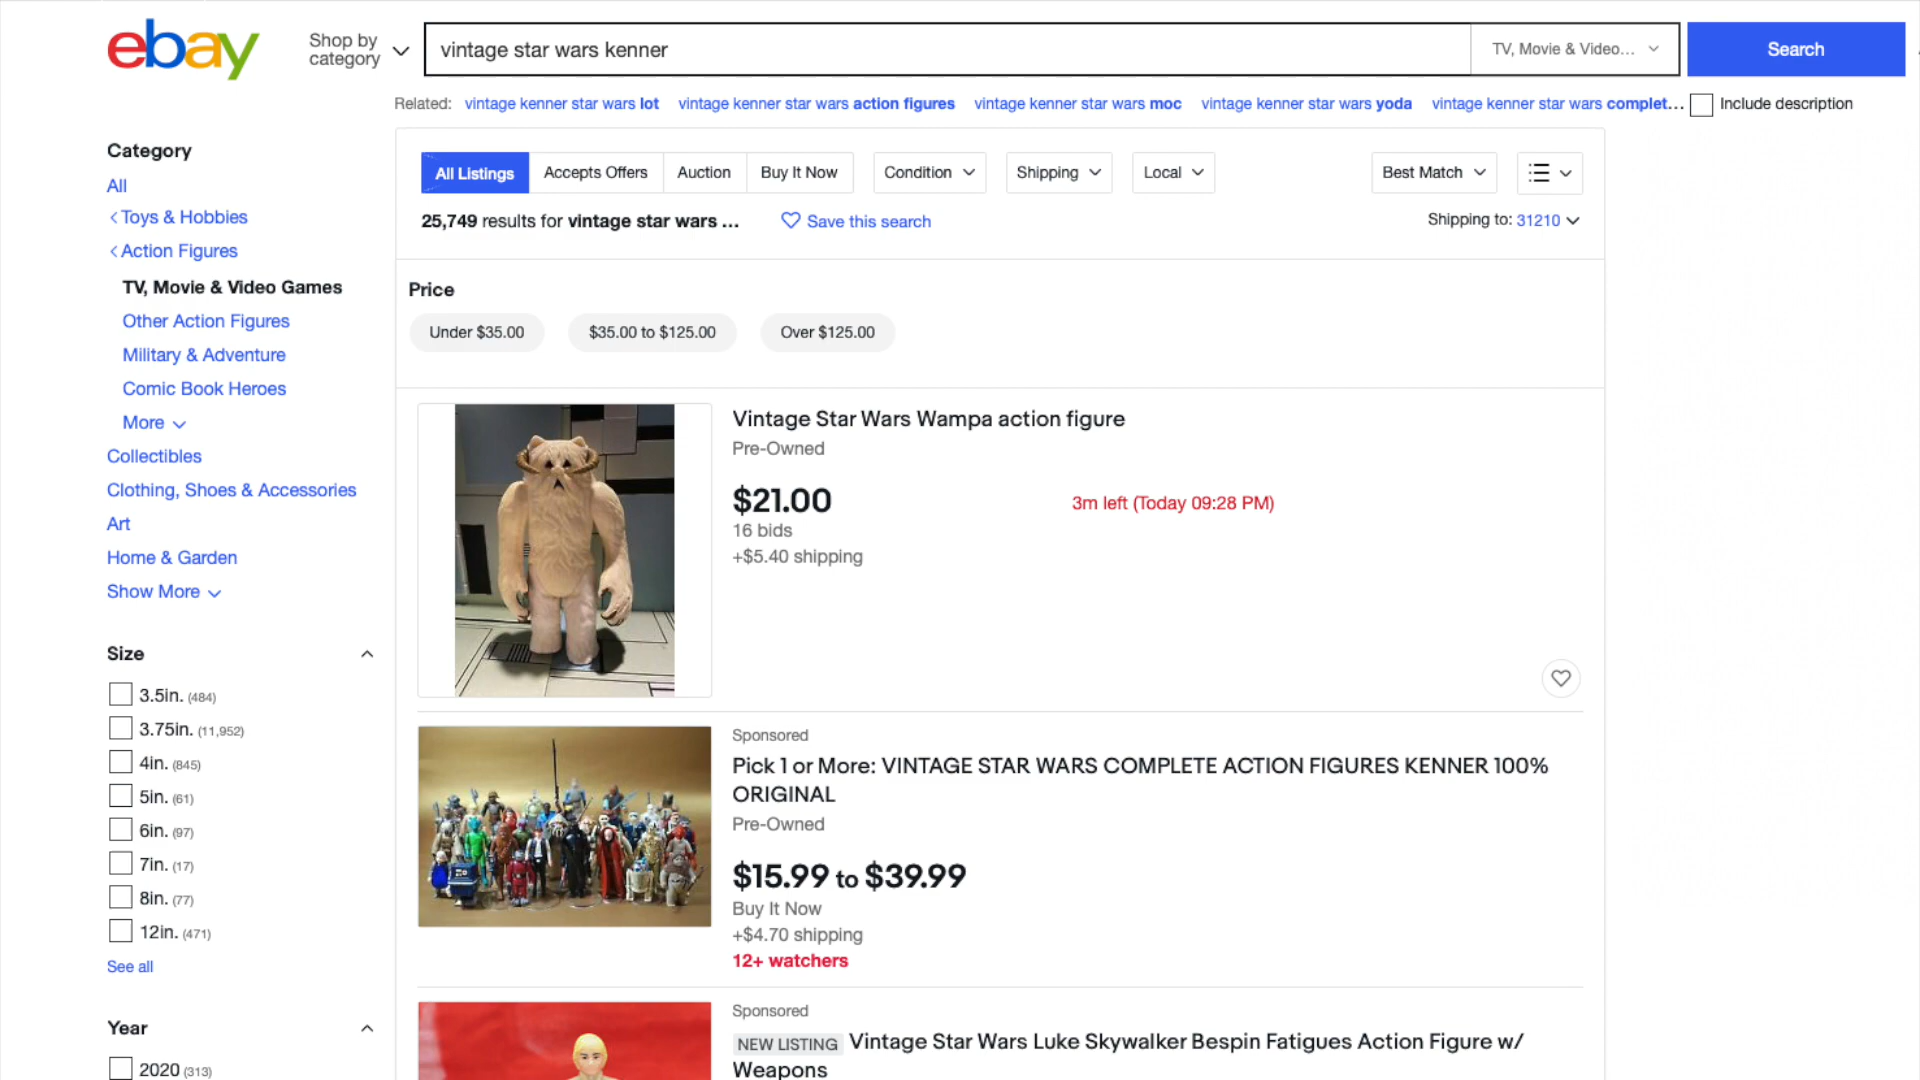 ebay
Shop by
category
vintage star wars kenner
TV, Movie & Video...
Search
Related: vintage kenner star wars lot vintage kenner star wars action figures vintage kenner star wars moc vintage kenner star wars yoda vintage kenner star wars complet... Include description
Category
All
Toys & Hobbies
Action Figures
TV, Movie & Video Games
Other Action Figures
Military & Adventure
Comic Book Heroes
More
Collectibles
Clothing, Shoes & Accessories
Art
Home & Garden
Show More
Size
3.5in. (484)
3.75in. (11,952)
4in. (845)
5in. (61)
6in. (97)
7in. (17)
8in. (77)
12in. (471)
See all
Year
2020 (313)
All Listings Accepts Offers Auction Buy It Now Condition Shipping Local Best Match
25,749 results for vintage star wars ... Save this search Shipping to: 31210
Price
Under $35.00 $35.00 to $125.00 Over $125.00
Vintage Star Wars Wampa action figure
Pre-Owned
$21.00 3m left (Today 09:28 PM)
16 bids
+$5.40 shipping
Sponsored
Pick 1 or More: VINTAGE STAR WARS COMPLETE ACTION FIGURES KENNER 100%
ORIGINAL
Pre-Owned
$15.99 to $39.99
Buy It Now
+$4.70 shipping
12+ watchers
Sponsored
NEW LISTING Vintage Star Wars Luke Skywalker Bespin Fatigues Action Figure w/
Weapons